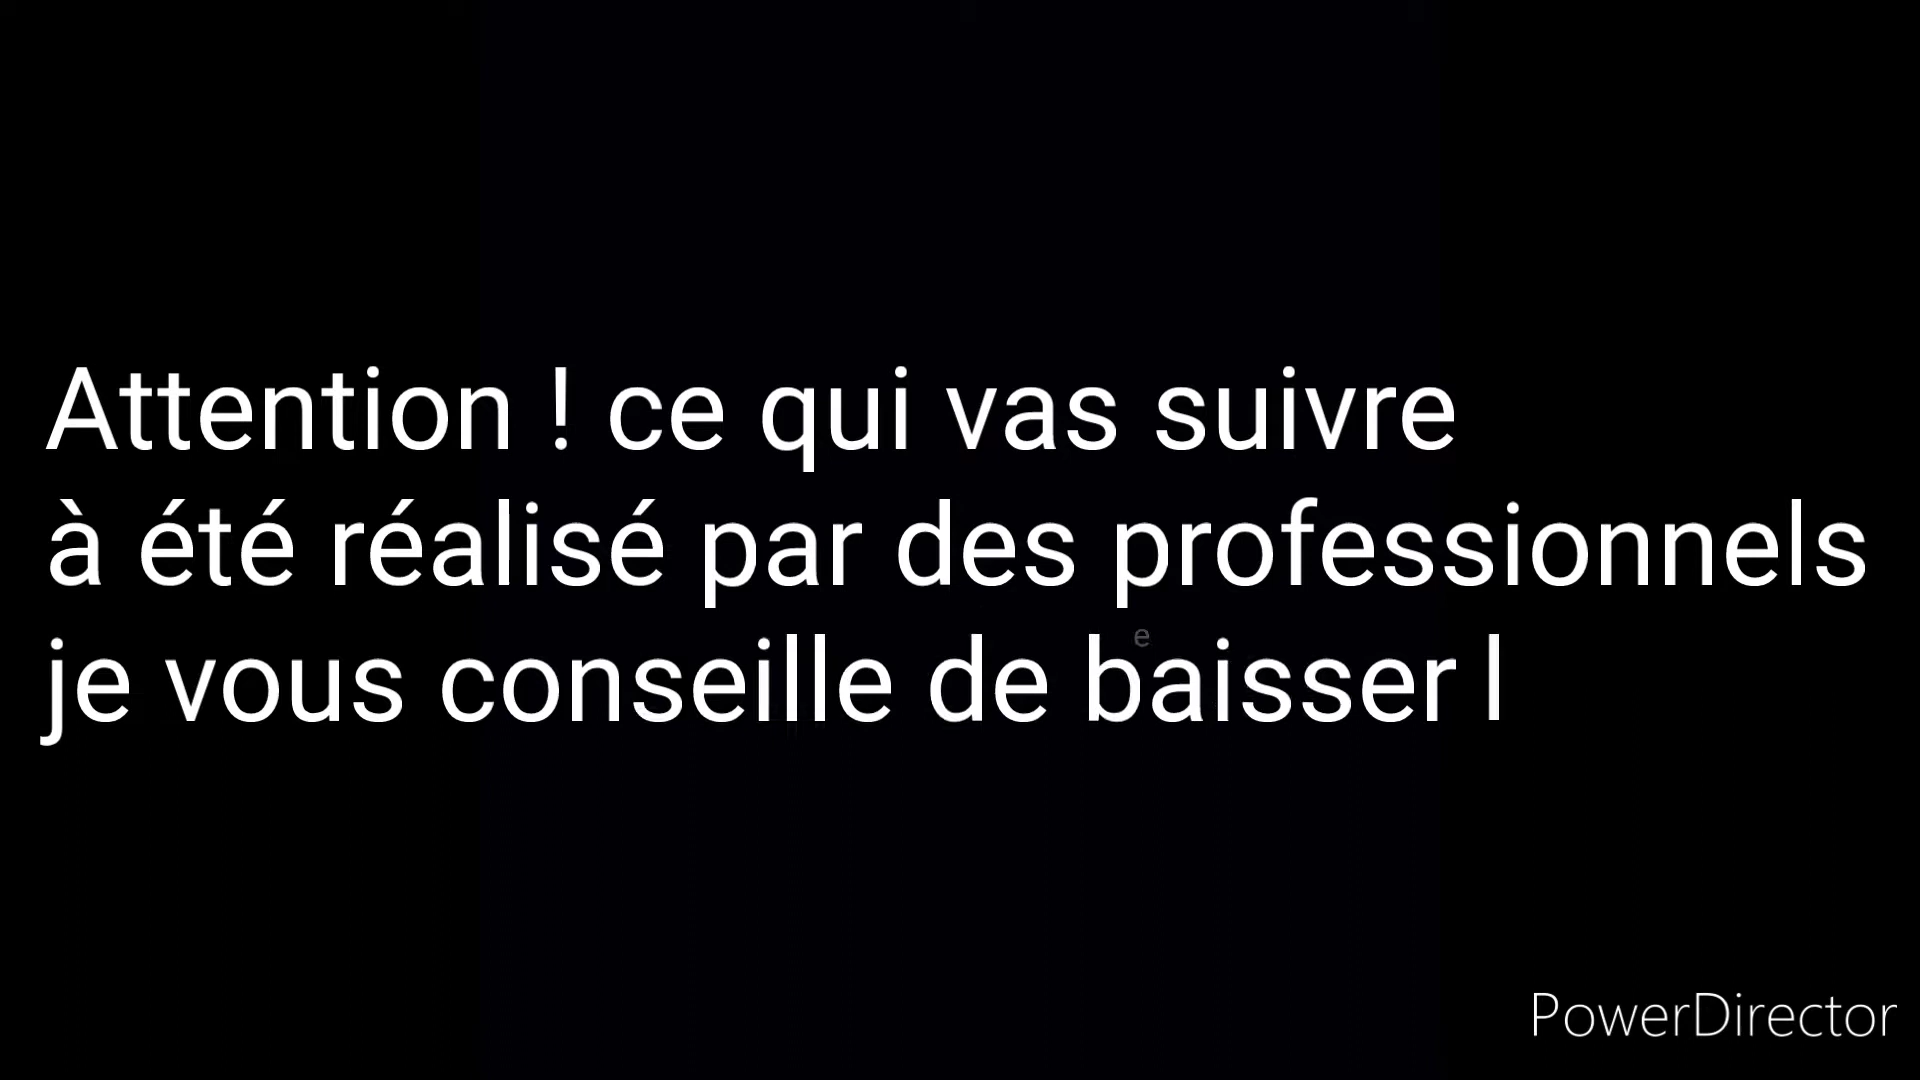 Attention ! ce qui vas suivre
à été réalisé par des professionnels
je vous conseille de baisser l
e
PowerDirector